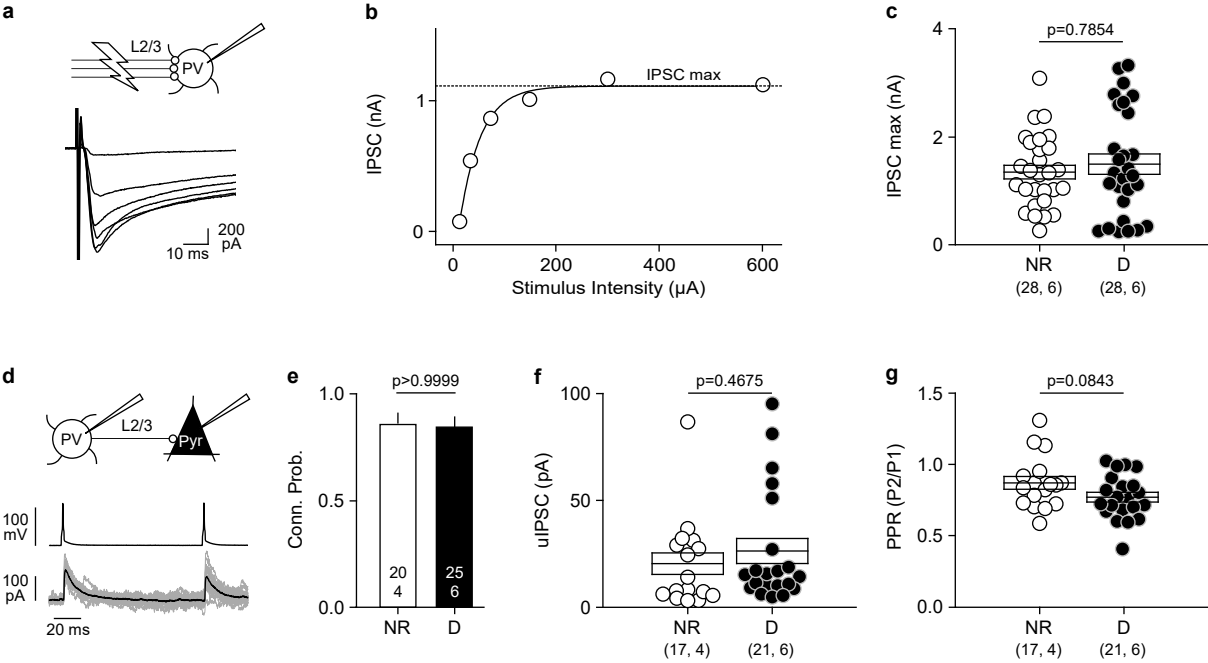 a
L2/3
PV
200
pA
10 ms
b
IPSC (nA)
1
0
IPSC max
0
200
400
600
Stimulus Intensity (µA)
c
p=0.7854
IPSC max (nA)
4
2
0
NR
D
(28, 6)
(28, 6)
d
PV
L2/3
Pyr
100
mV
100
pA
20 ms
e
p>0.9999
Conn. Prob.
1.0
0.5
0.0
20
4
25
6
NR
D
f
p=0.4675
uIPSC (pA)
100
50
0
NR
D
(17, 4)
(21, 6)
g
p=0.0843
PPR (P2/P1)
1.5
1.0
0.5
0.0
NR
D
(17, 4)
(21, 6)